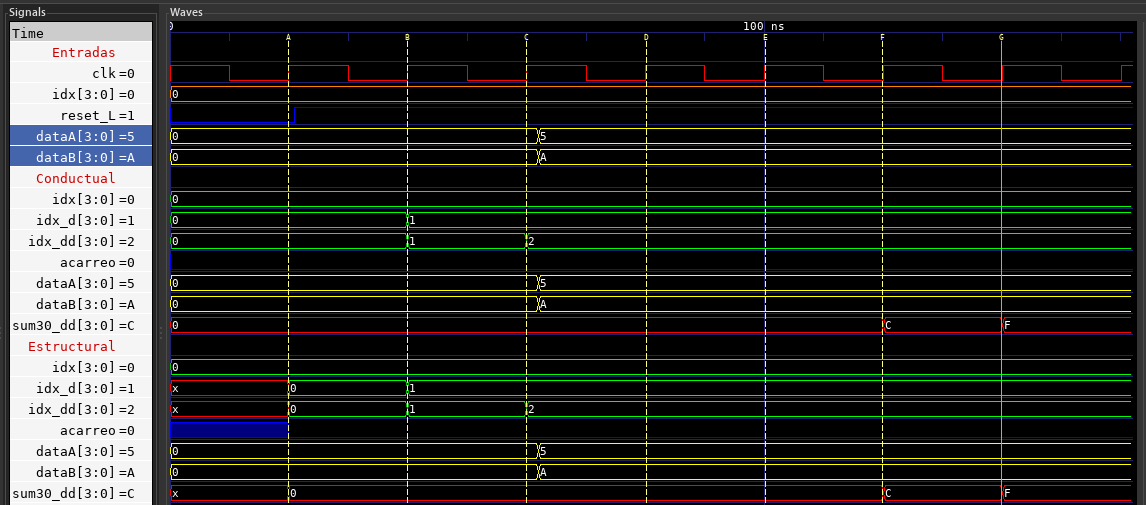 Signals Waves
Time 0 100 ns
A B C D E F G
Entradas
clk =0
idx[3:0] =0 0
reset_L =1
dataA[3:0] =5 0 5
dataB[3:0] =A 0 A
Conductual
idx[3:0] =0 0
idx_d[3:0] =1 0 1
idx_dd[3:0] =2 0 1 2
acarreo =0
dataA[3:0] =5 0 5
dataB[3:0] =A 0 A
sum30_dd[3:0] =C 0 C F
Estructural
idx[3:0] =0 0
idx_d[3:0] =1 x 0 1
idx_dd[3:0] =2 x 0 1 2
acarreo =0
dataA[3:0] =5 0 5
dataB[3:0] =A 0 A
sum30_dd[3:0] =C x 0 C F